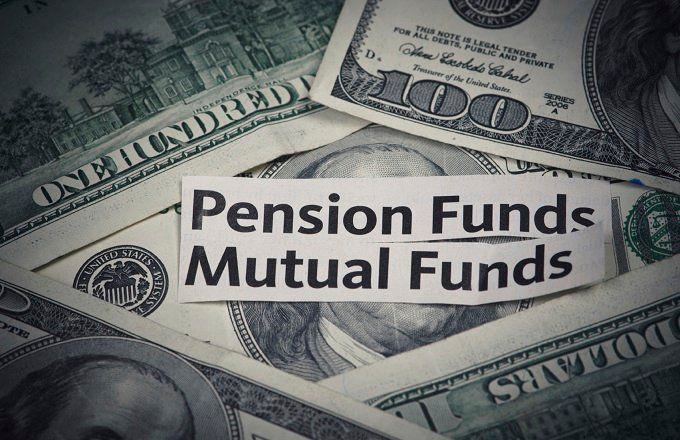 IN
INDEPENDENCE HALL
ONE HUNDRED
THIS NOTE IS LEGAL TENDER
FOR ALL DEBTS, PUBLIC AND PRIVATE
Treasurer of the United States.
100
SERIES
2006
A
Pension Funds
Mutual Funds
UNITED STATES
DOLLARS